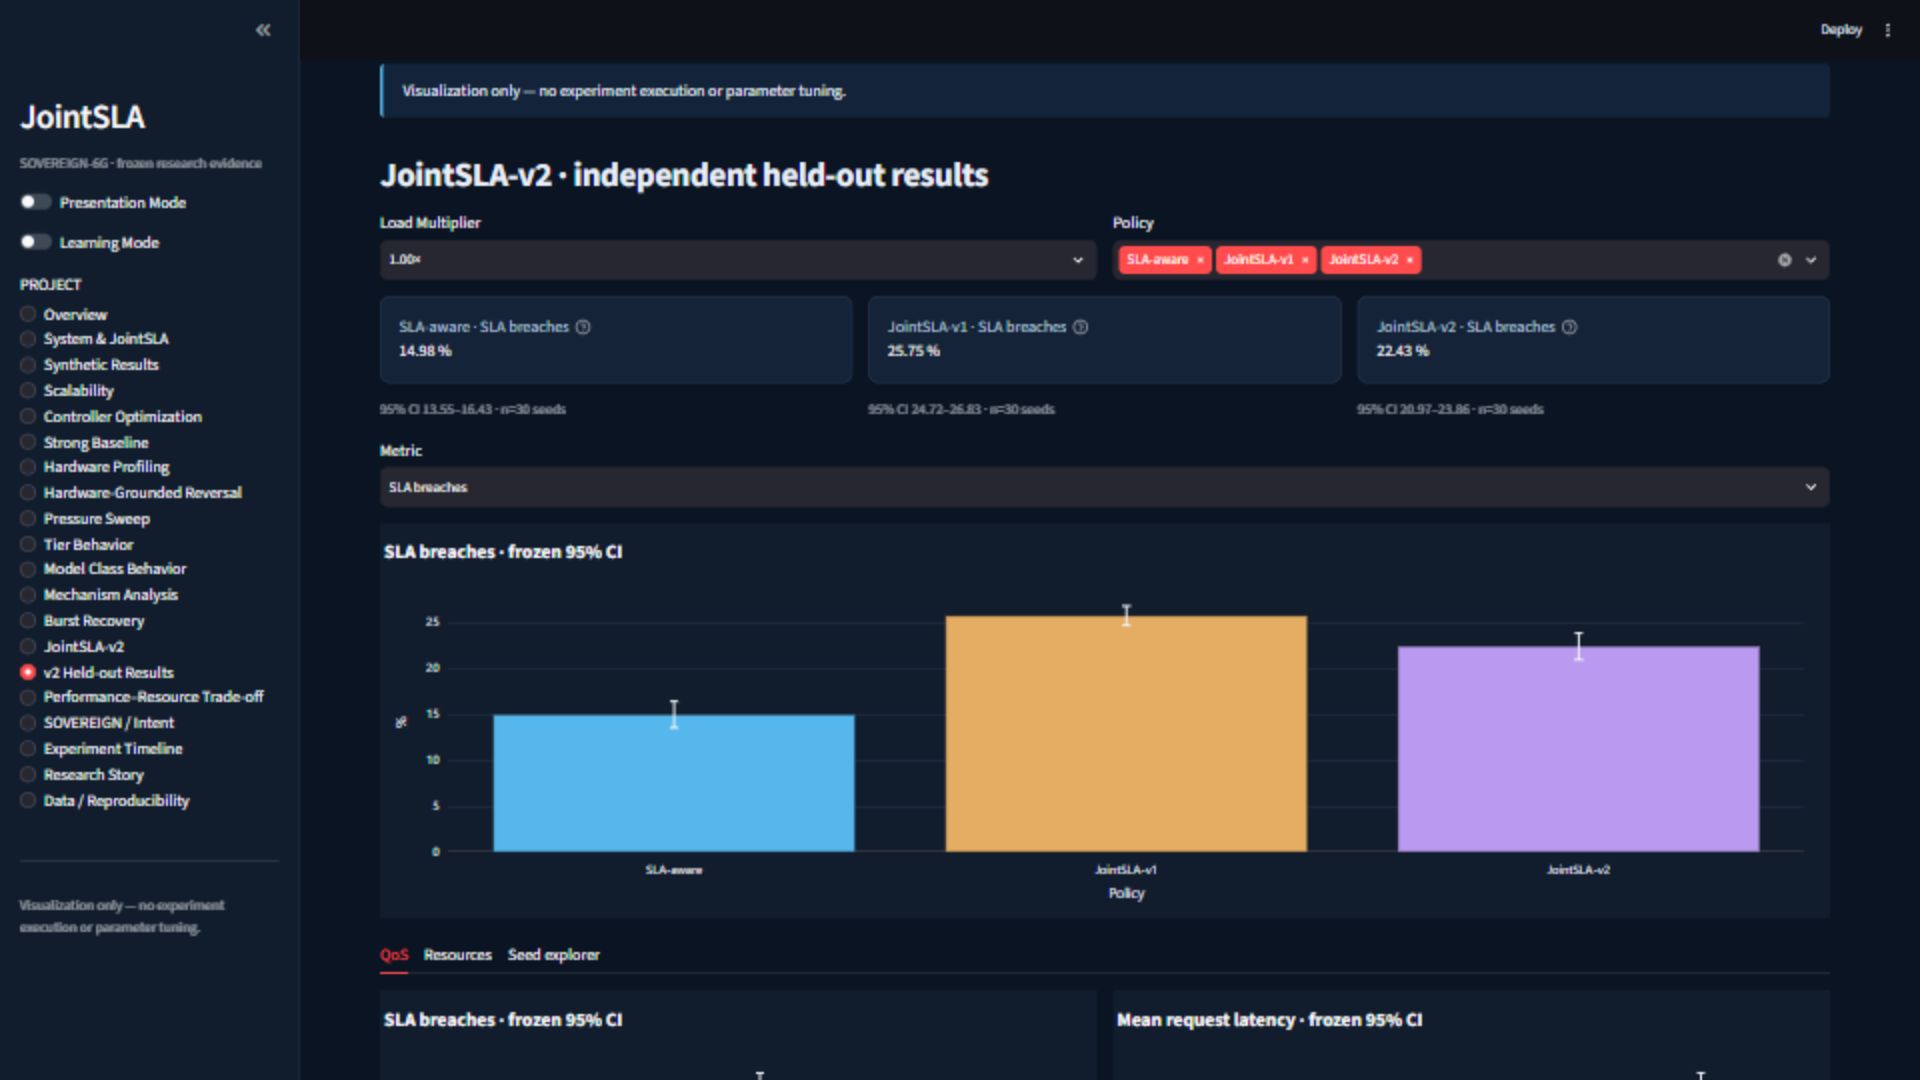 Deploy
JointSLA
SOVEREIGN-6G · frozen research evidence
Presentation Mode
Learning Mode
PROJECT
Overview
System & JointSLA
Synthetic Results
Scalability
Controller Optimization
Strong Baseline
Hardware Profiling
Hardware-Grounded Reversal
Pressure Sweep
Tier Behavior
Model Class Behavior
Mechanism Analysis
Burst Recovery
JointSLA-v2
v2 Held-out Results
Performance–Resource Trade-off
SOVEREIGN / Intent
Experiment Timeline
Research Story
Data / Reproducibility
Visualization only — no experiment
execution or parameter tuning.
Visualization only — no experiment execution or parameter tuning.
JointSLA-v2 · independent held-out results
Load Multiplier
Policy
1.00×
SLA-aware × JointSLA-v1 × JointSLA-v2 ×
SLA-aware · SLA breaches
14.98 %
95% CI 13.55–16.43 · n=30 seeds
JointSLA-v1 · SLA breaches
25.75 %
95% CI 24.72–26.83 · n=30 seeds
JointSLA-v2 · SLA breaches
22.43 %
95% CI 20.97–23.86 · n=30 seeds
Metric
SLA breaches
SLA breaches · frozen 95% CI
25
20
15
10
5
0
%
SLA-aware
JointSLA-v1
JointSLA-v2
Policy
QoS Resources Seed explorer
SLA breaches · frozen 95% CI
Mean request latency · frozen 95% CI